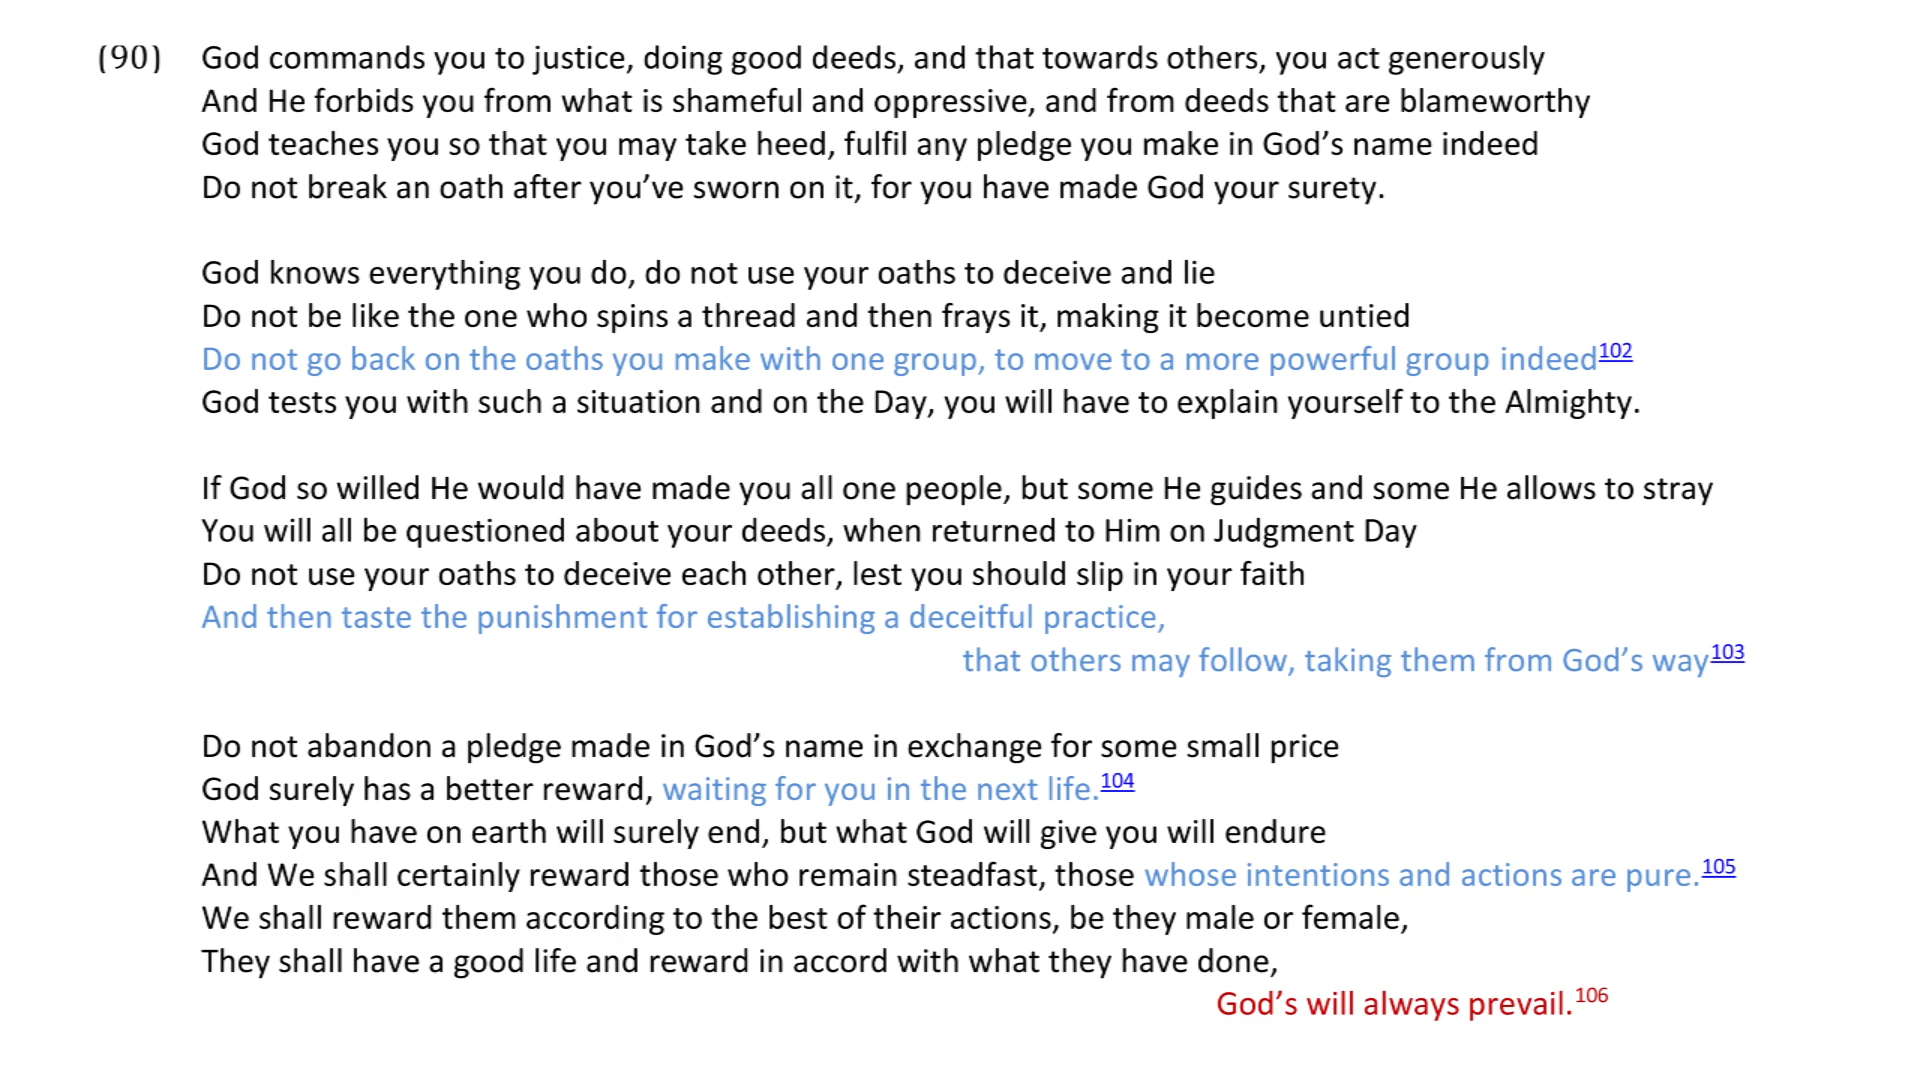 (90) God commands you to justice, doing good deeds, and that towards others, you act generously
And He forbids you from what is shameful and oppressive, and from deeds that are blameworthy
God teaches you so that you may take heed, fulfil any pledge you make in God’s name indeed
Do not break an oath after you’ve sworn on it, for you have made God your surety.
God knows everything you do, do not use your oaths to deceive and lie
Do not be like the one who spins a thread and then frays it, making it become untied
Do not go back on the oaths you make with one group, to move to a more powerful group indeed102
God tests you with such a situation and on the Day, you will have to explain yourself to the Almighty.
If God so willed He would have made you all one people, but some He guides and some He allows to stray
You will all be questioned about your deeds, when returned to Him on Judgment Day
Do not use your oaths to deceive each other, lest you should slip in your faith
And then taste the punishment for establishing a deceitful practice,
that others may follow, taking them from God’s way103
Do not abandon a pledge made in God’s name in exchange for some small price
God surely has a better reward, waiting for you in the next life.104
What you have on earth will surely end, but what God will give you will endure
And We shall certainly reward those who remain steadfast, those whose intentions and actions are pure.105
We shall reward them according to the best of their actions, be they male or female,
They shall have a good life and reward in accord with what they have done,
God’s will always prevail.106